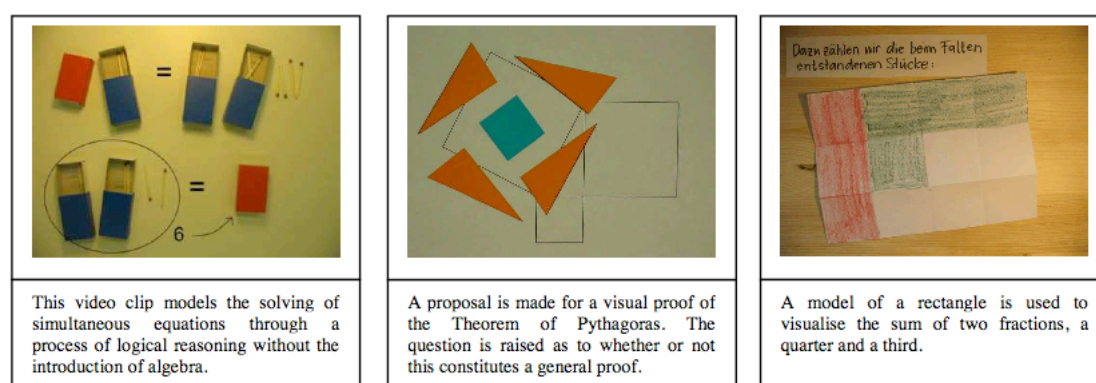 =
=
6
This video clip models the solving of
simultaneous equations through a
process of logical reasoning without the
introduction of algebra.
A proposal is made for a visual proof of
the Theorem of Pythagoras. The
question is raised as to whether or not
this constitutes a general proof.
Dazu zählen wir die beim Falten
entstandenen Stücke:
A model of a rectangle is used to
visualise the sum of two fractions, a
quarter and a third.